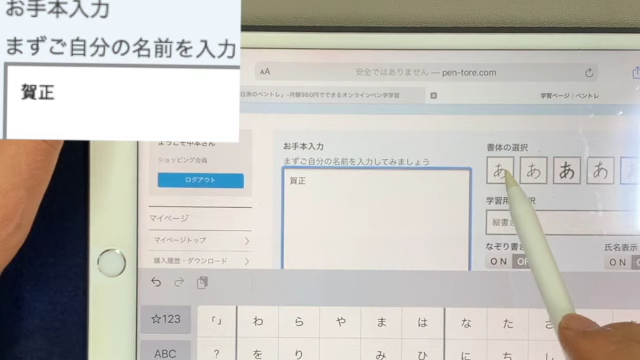 お手本入力
まずご自分の名前を入力
賀正
AA
安全ではありません — pen-tore.com
学習ページ｜ペントレ
ようこそ中本さん
ショッピング会員
ログアウト
マイページ
マイページトップ
購入履歴・ダウンロード
お手本入力
まずご自分の名前を入力してみましょう
賀正
書体の選択
あ あ あ あ
学習用
択
縦書き
なぞり書き
氏名表示
ON
ON OFF
☆123
「」 わ ら や ま は な た さ
ABC
? を り み ひ に ち し